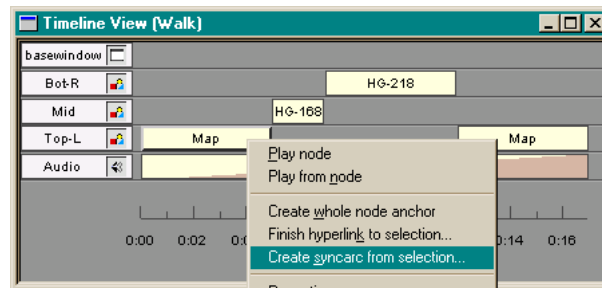 Timeline View (Walk)
basewindow
Bot-R HG-218
Mid HG-168
Top-L Map Map
Audio
Play node
Play from node
Create whole node anchor
Finish hyperlink to selection...
Create syncarc from selection...
0:00 0:02 0:14 0:16